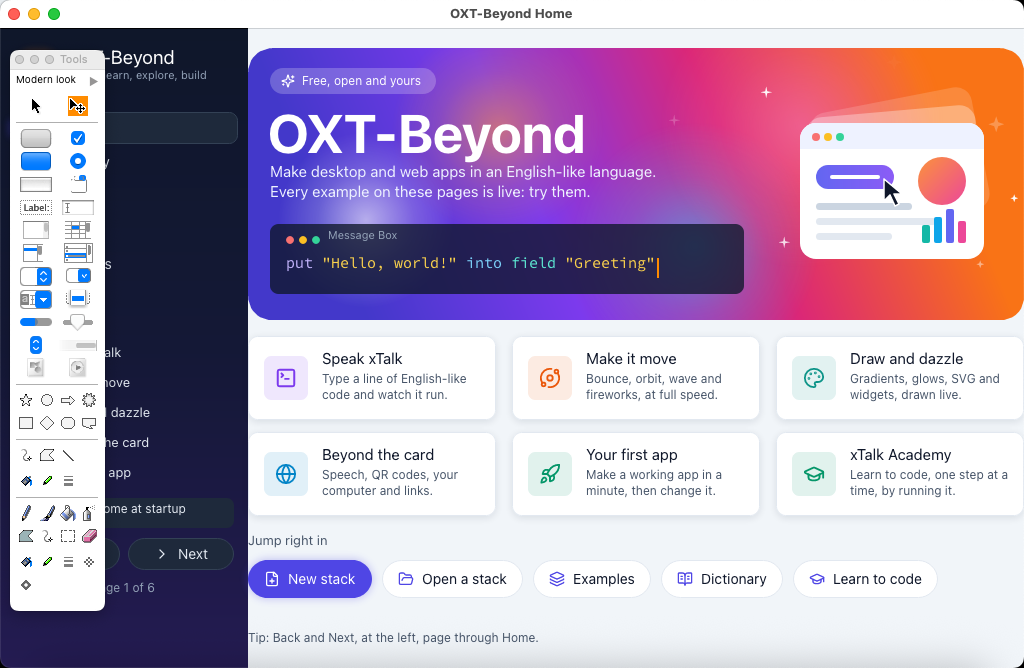 OXT-Beyond Home
Tools
Modern look
Label:
-Beyond
earn, explore, build
ome at startup
Next
ge 1 of 6
Free, open and yours
OXT-Beyond
Make desktop and web apps in an English-like language.
Every example on these pages is live: try them.
Message Box
put "Hello, world!" into field "Greeting"
Speak xTalk
Type a line of English-like
code and watch it run.
Make it move
Bounce, orbit, wave and
fireworks, at full speed.
Draw and dazzle
Gradients, glows, SVG and
widgets, drawn live.
Beyond the card
Speech, QR codes, your
computer and links.
Your first app
Make a working app in a
minute, then change it.
xTalk Academy
Learn to code, one step at a
time, by running it.
Jump right in
New stack
Open a stack
Examples
Dictionary
Learn to code
Tip: Back and Next, at the left, page through Home.